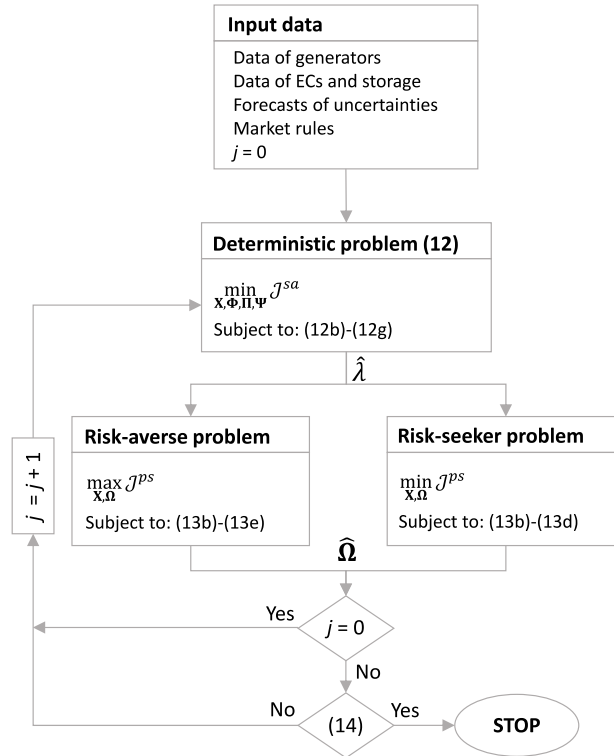 Input data
Data of generators
Data of ECs and storage
Forecasts of uncertainties
Market rules
j = 0
Deterministic problem (12)
min 𝒥^{sa}
X,Φ,Π,Ψ
Subject to: (12b)-(12g)
λ̂
Risk-averse problem
max 𝒥^{ps}
X,Ω
Subject to: (13b)-(13e)
Risk-seeker problem
min 𝒥^{ps}
X,Ω
Subject to: (13b)-(13d)
j = j + 1
Ω̂
Yes
j = 0
No
No
(14)
Yes
STOP